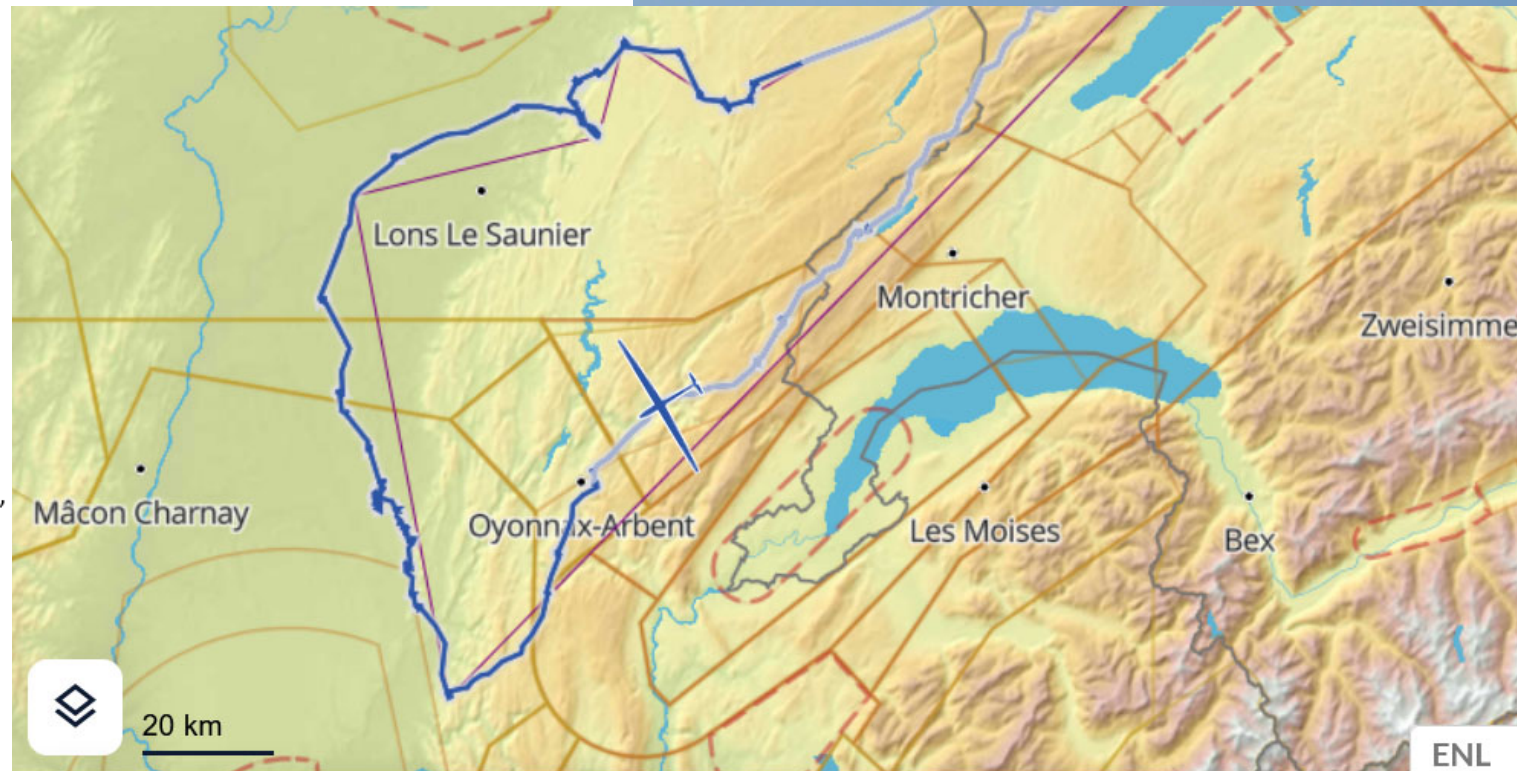 Lons Le Saunier
Montricher
Zweisimme
Mâcon Charnay
Oyonnax-Arbent
Les Moises
Bex
20 km
ENL